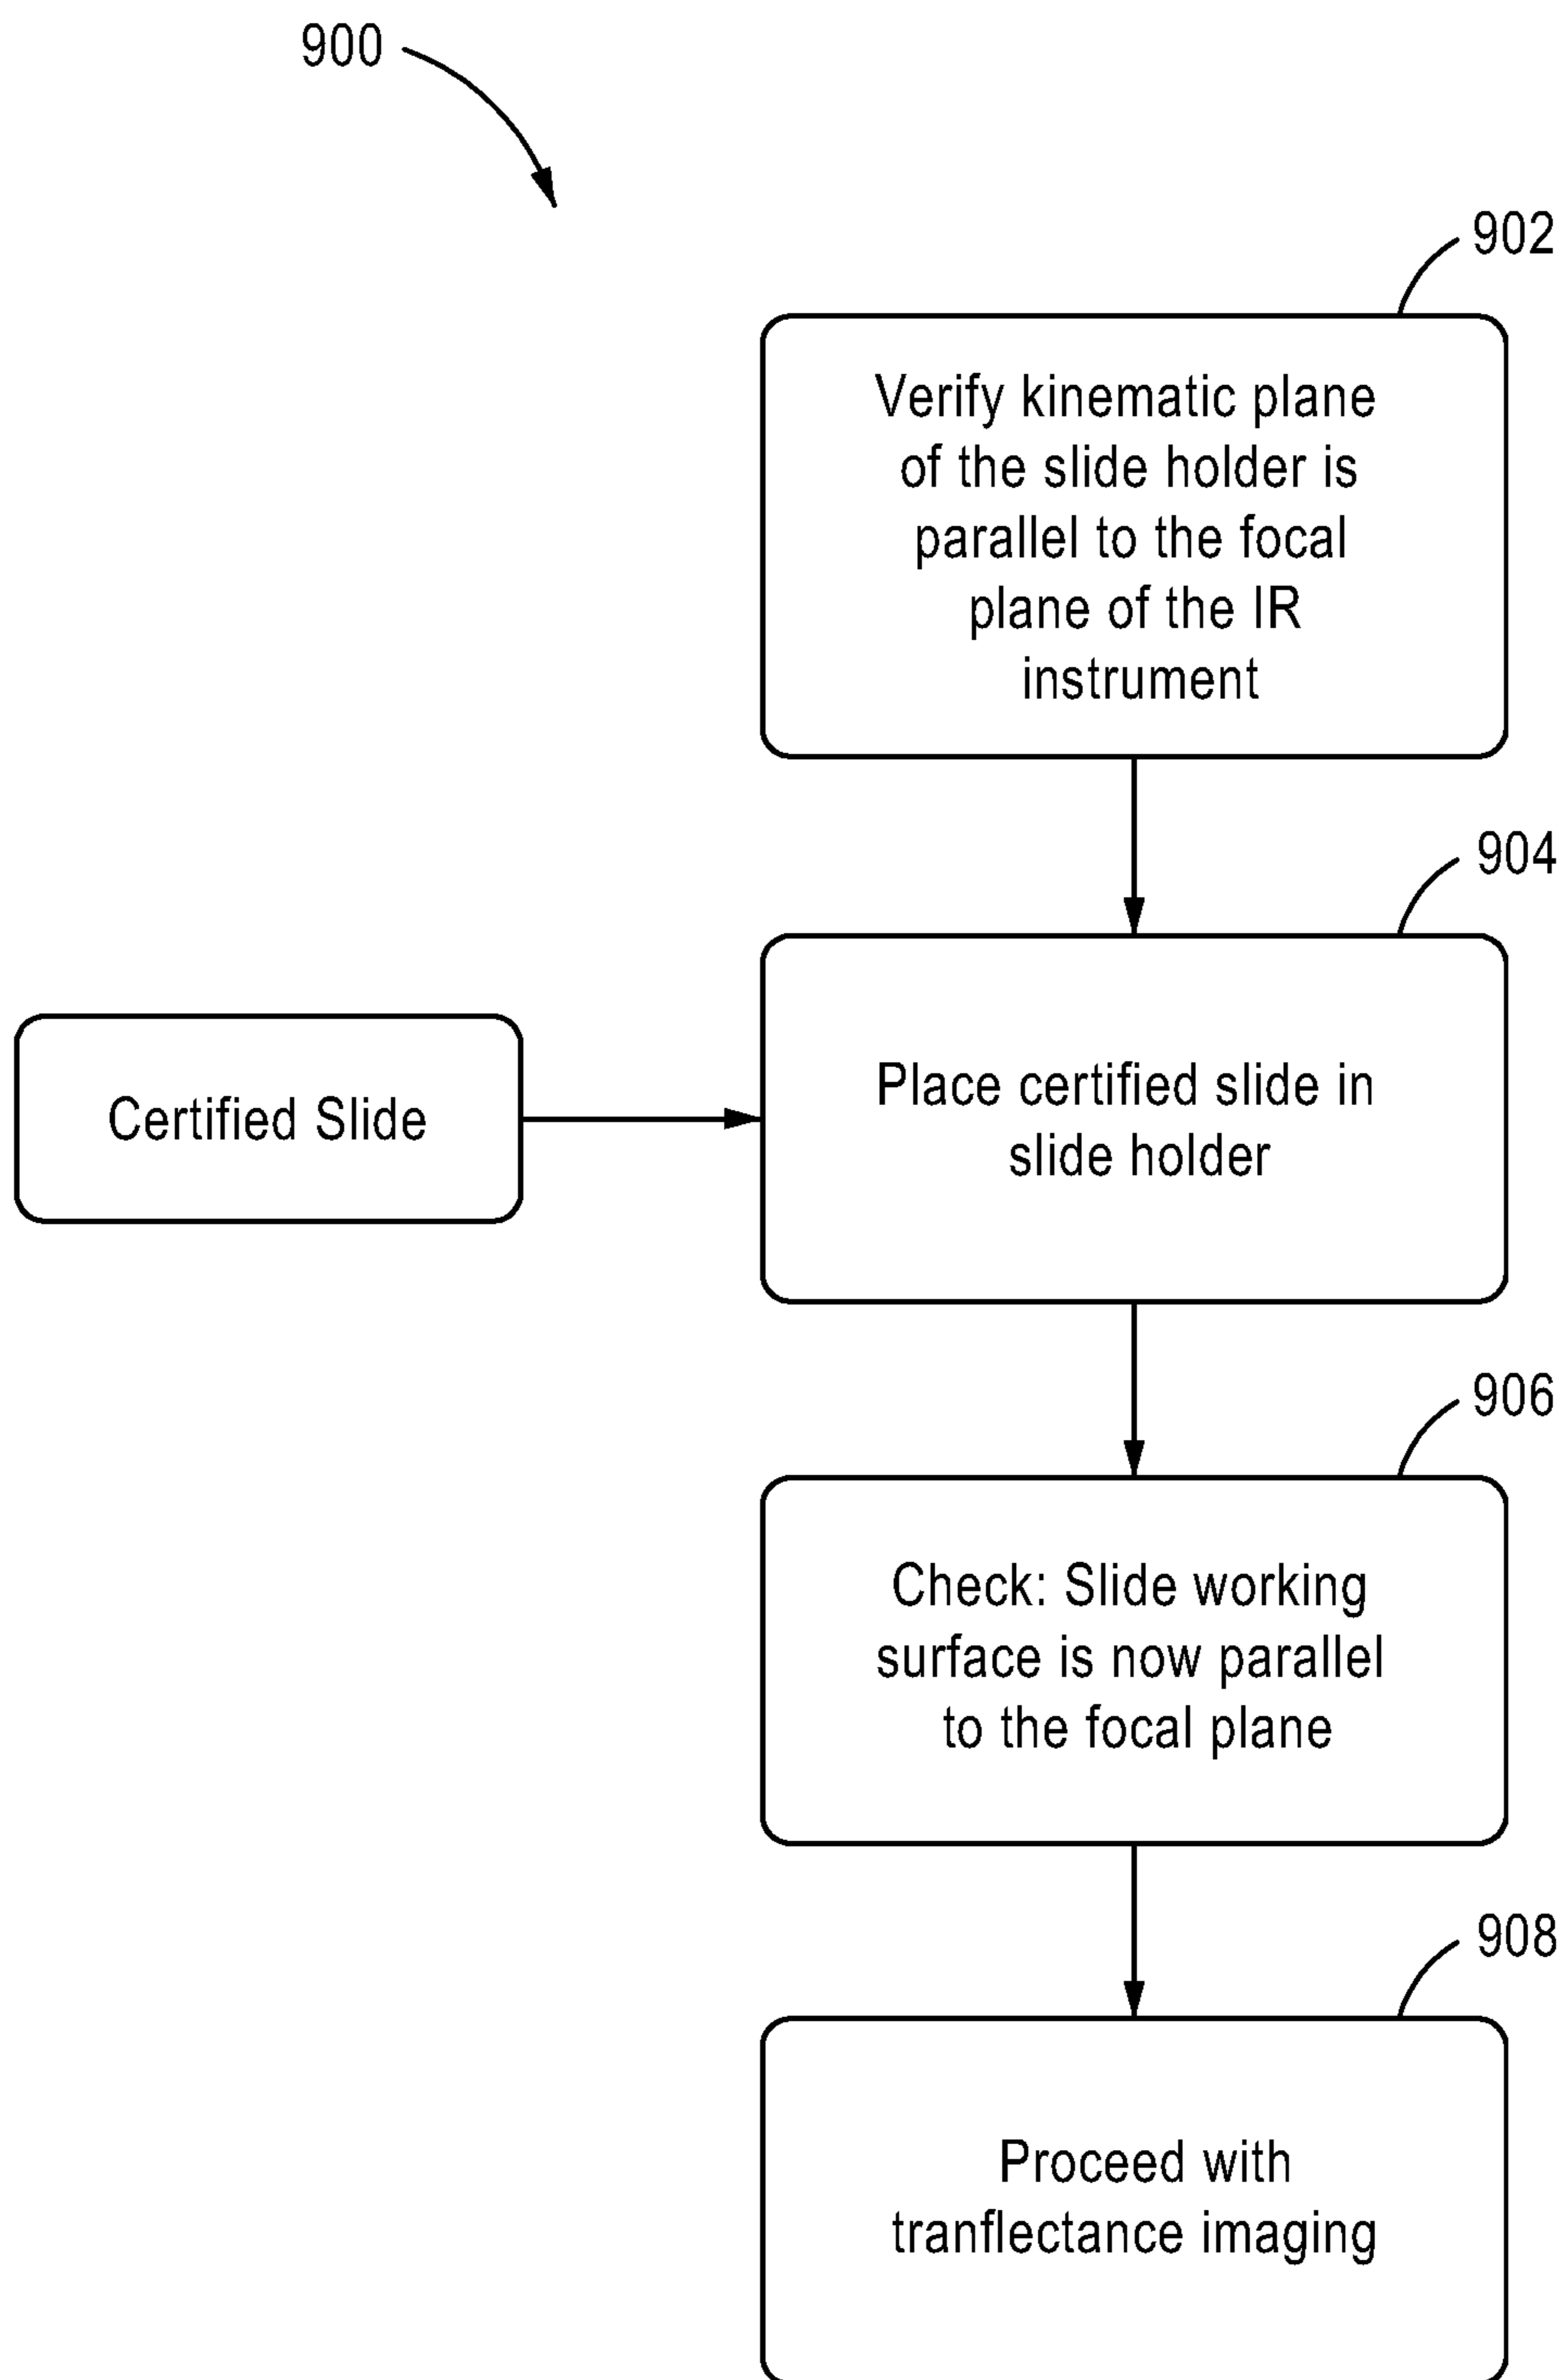 900
902
Verify kinematic plane
of the slide holder is
parallel to the focal
plane of the IR
instrument
904
Certified Slide
Place certified slide in
slide holder
906
Check: Slide working
surface is now parallel
to the focal plane
908
Proceed with
tranflectance imaging